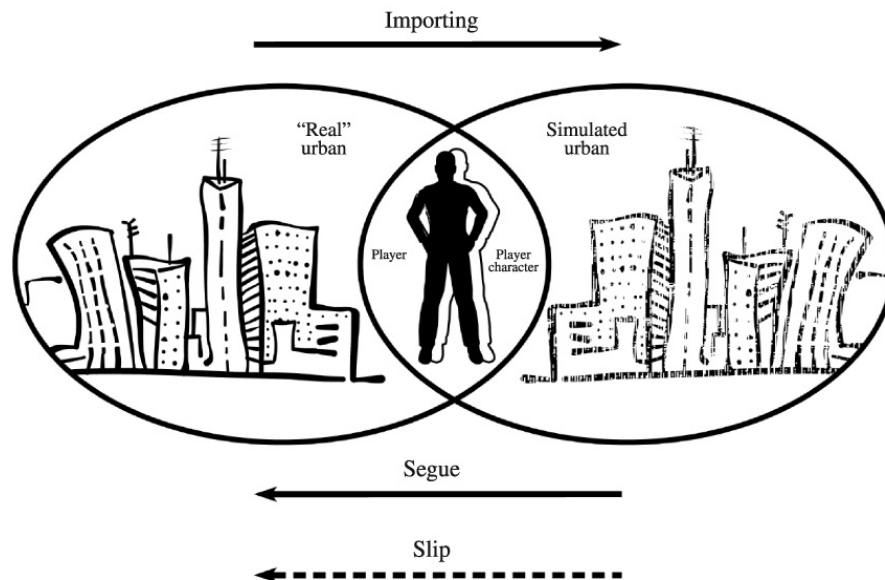 Importing
“Real”
urban
Simulated
urban
Player
Player
character
Segue
Slip